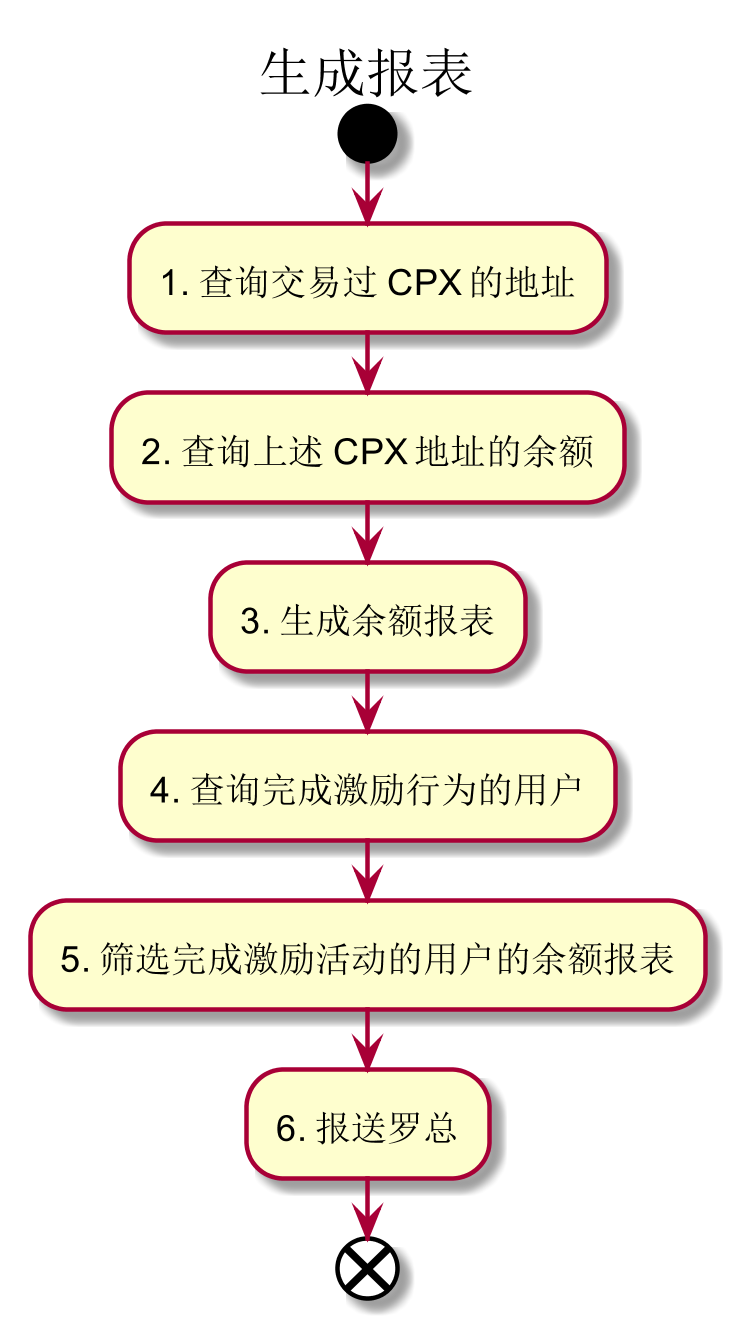 生成报表
1. 查询交易过 CPX 的地址
2. 查询上述 CPX 地址的余额
3. 生成余额报表
4. 查询完成激励行为的用户
5. 筛选完成激励活动的用户的余额报表
6. 报送罗总